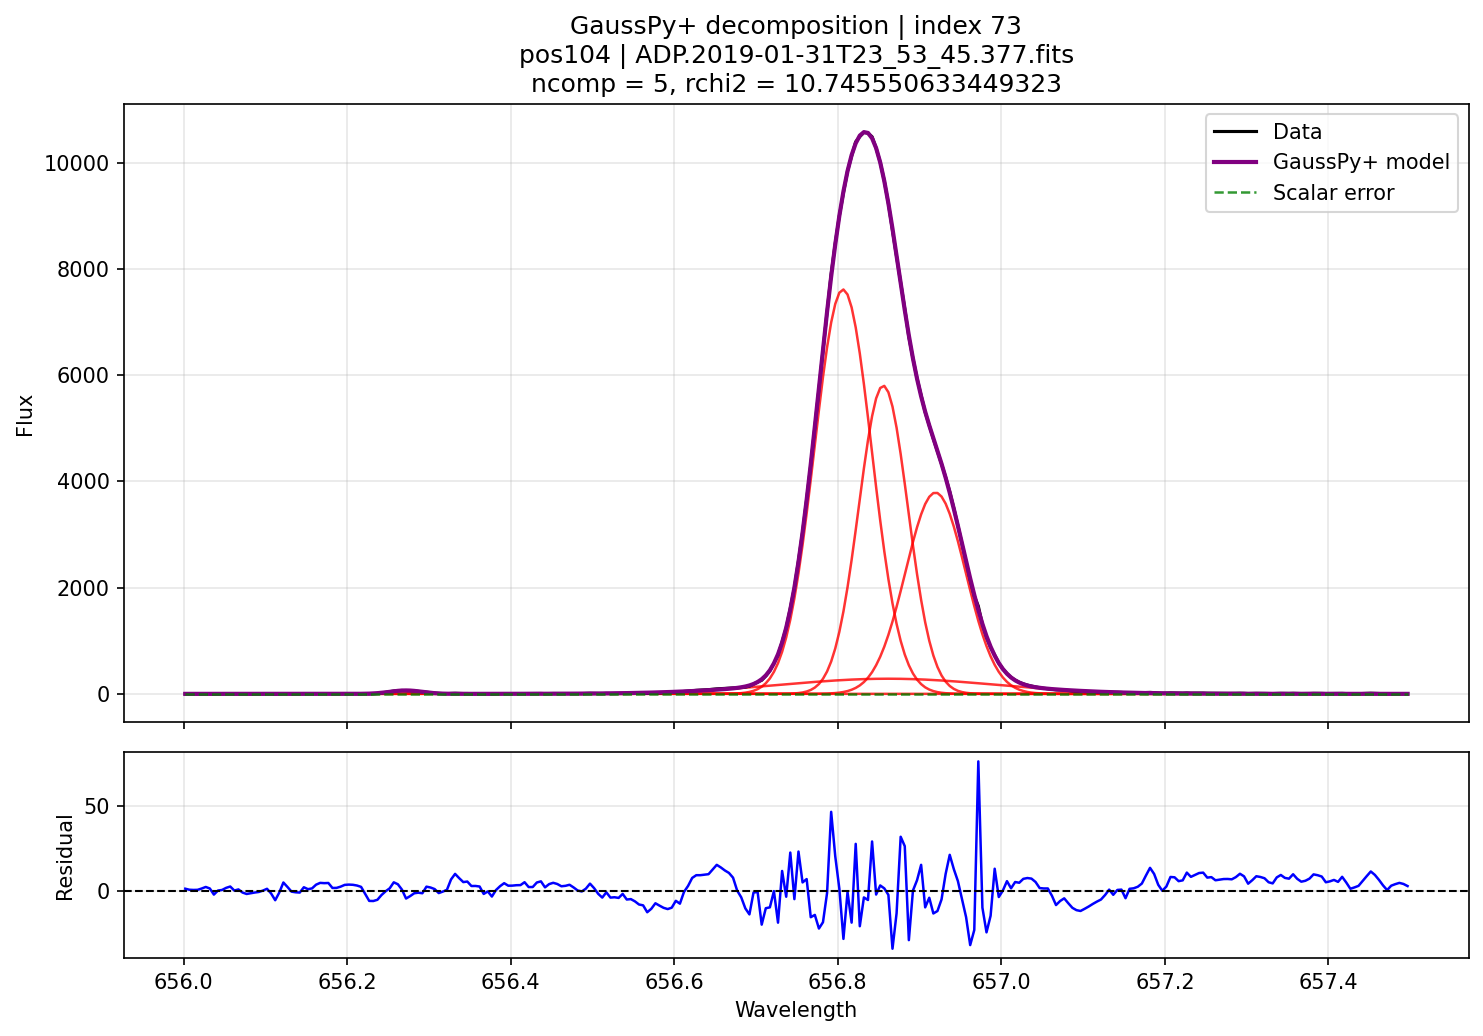 GaussPy+ decomposition | index 73
pos104 | ADP.2019-01-31T23_53_45.377.fits
ncomp = 5, rchi2 = 10.745550633449323
Data
GaussPy+ model
Scalar error
10000
8000
6000
4000
2000
0
Flux
50
0
Residual
656.0
656.2
656.4
656.6
656.8
657.0
657.2
657.4
Wavelength